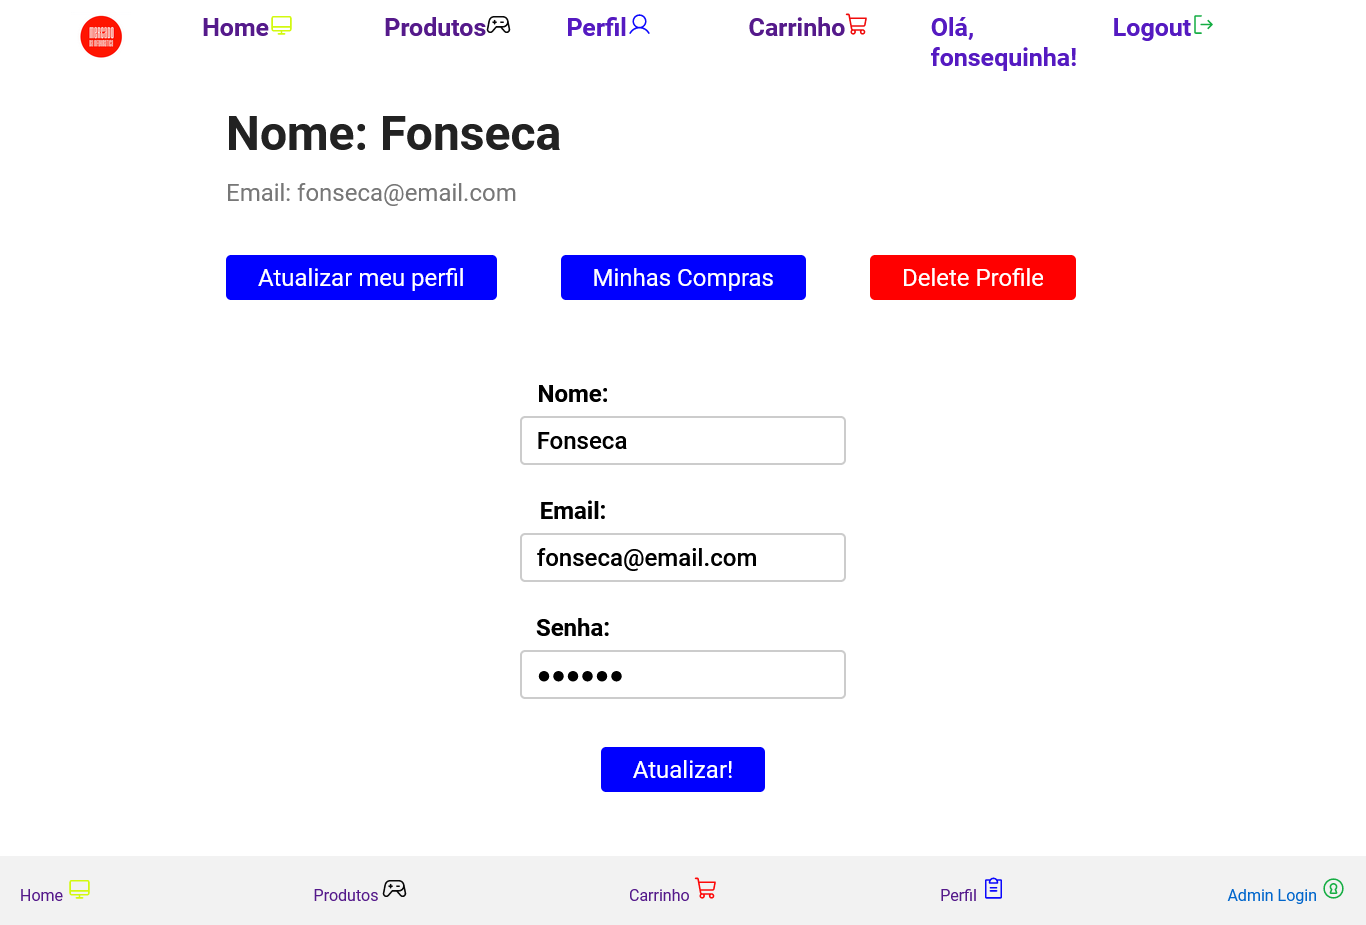 MERCADO
Home Produtos Perfil Carrinho Olá, fonsequinha! Logout
Nome: Fonseca
Email: fonseca@email.com
Atualizar meu perfil Minhas Compras Delete Profile
Nome:
Fonseca
Email:
fonseca@email.com
Senha:
●●●●●●
Atualizar!
Home Produtos Carrinho Perfil Admin Login